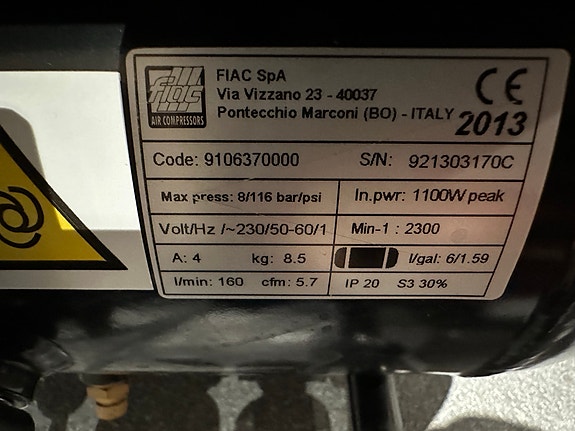 fiac
AIR COMPRESSORS
FIAC SpA
Via Vizzano 23 - 40037
Pontecchio Marconi (BO) - ITALY
CE
2013
Code: 9106370000 S/N: 921303170C
Max press: 8/116 bar/psi In.pwr: 1100W peak
Volt/Hz /~230/50-60/1 Min-1 : 2300
A: 4 kg: 8.5 l/gal: 6/1.59
l/min: 160 cfm: 5.7 IP 20 S3 30%